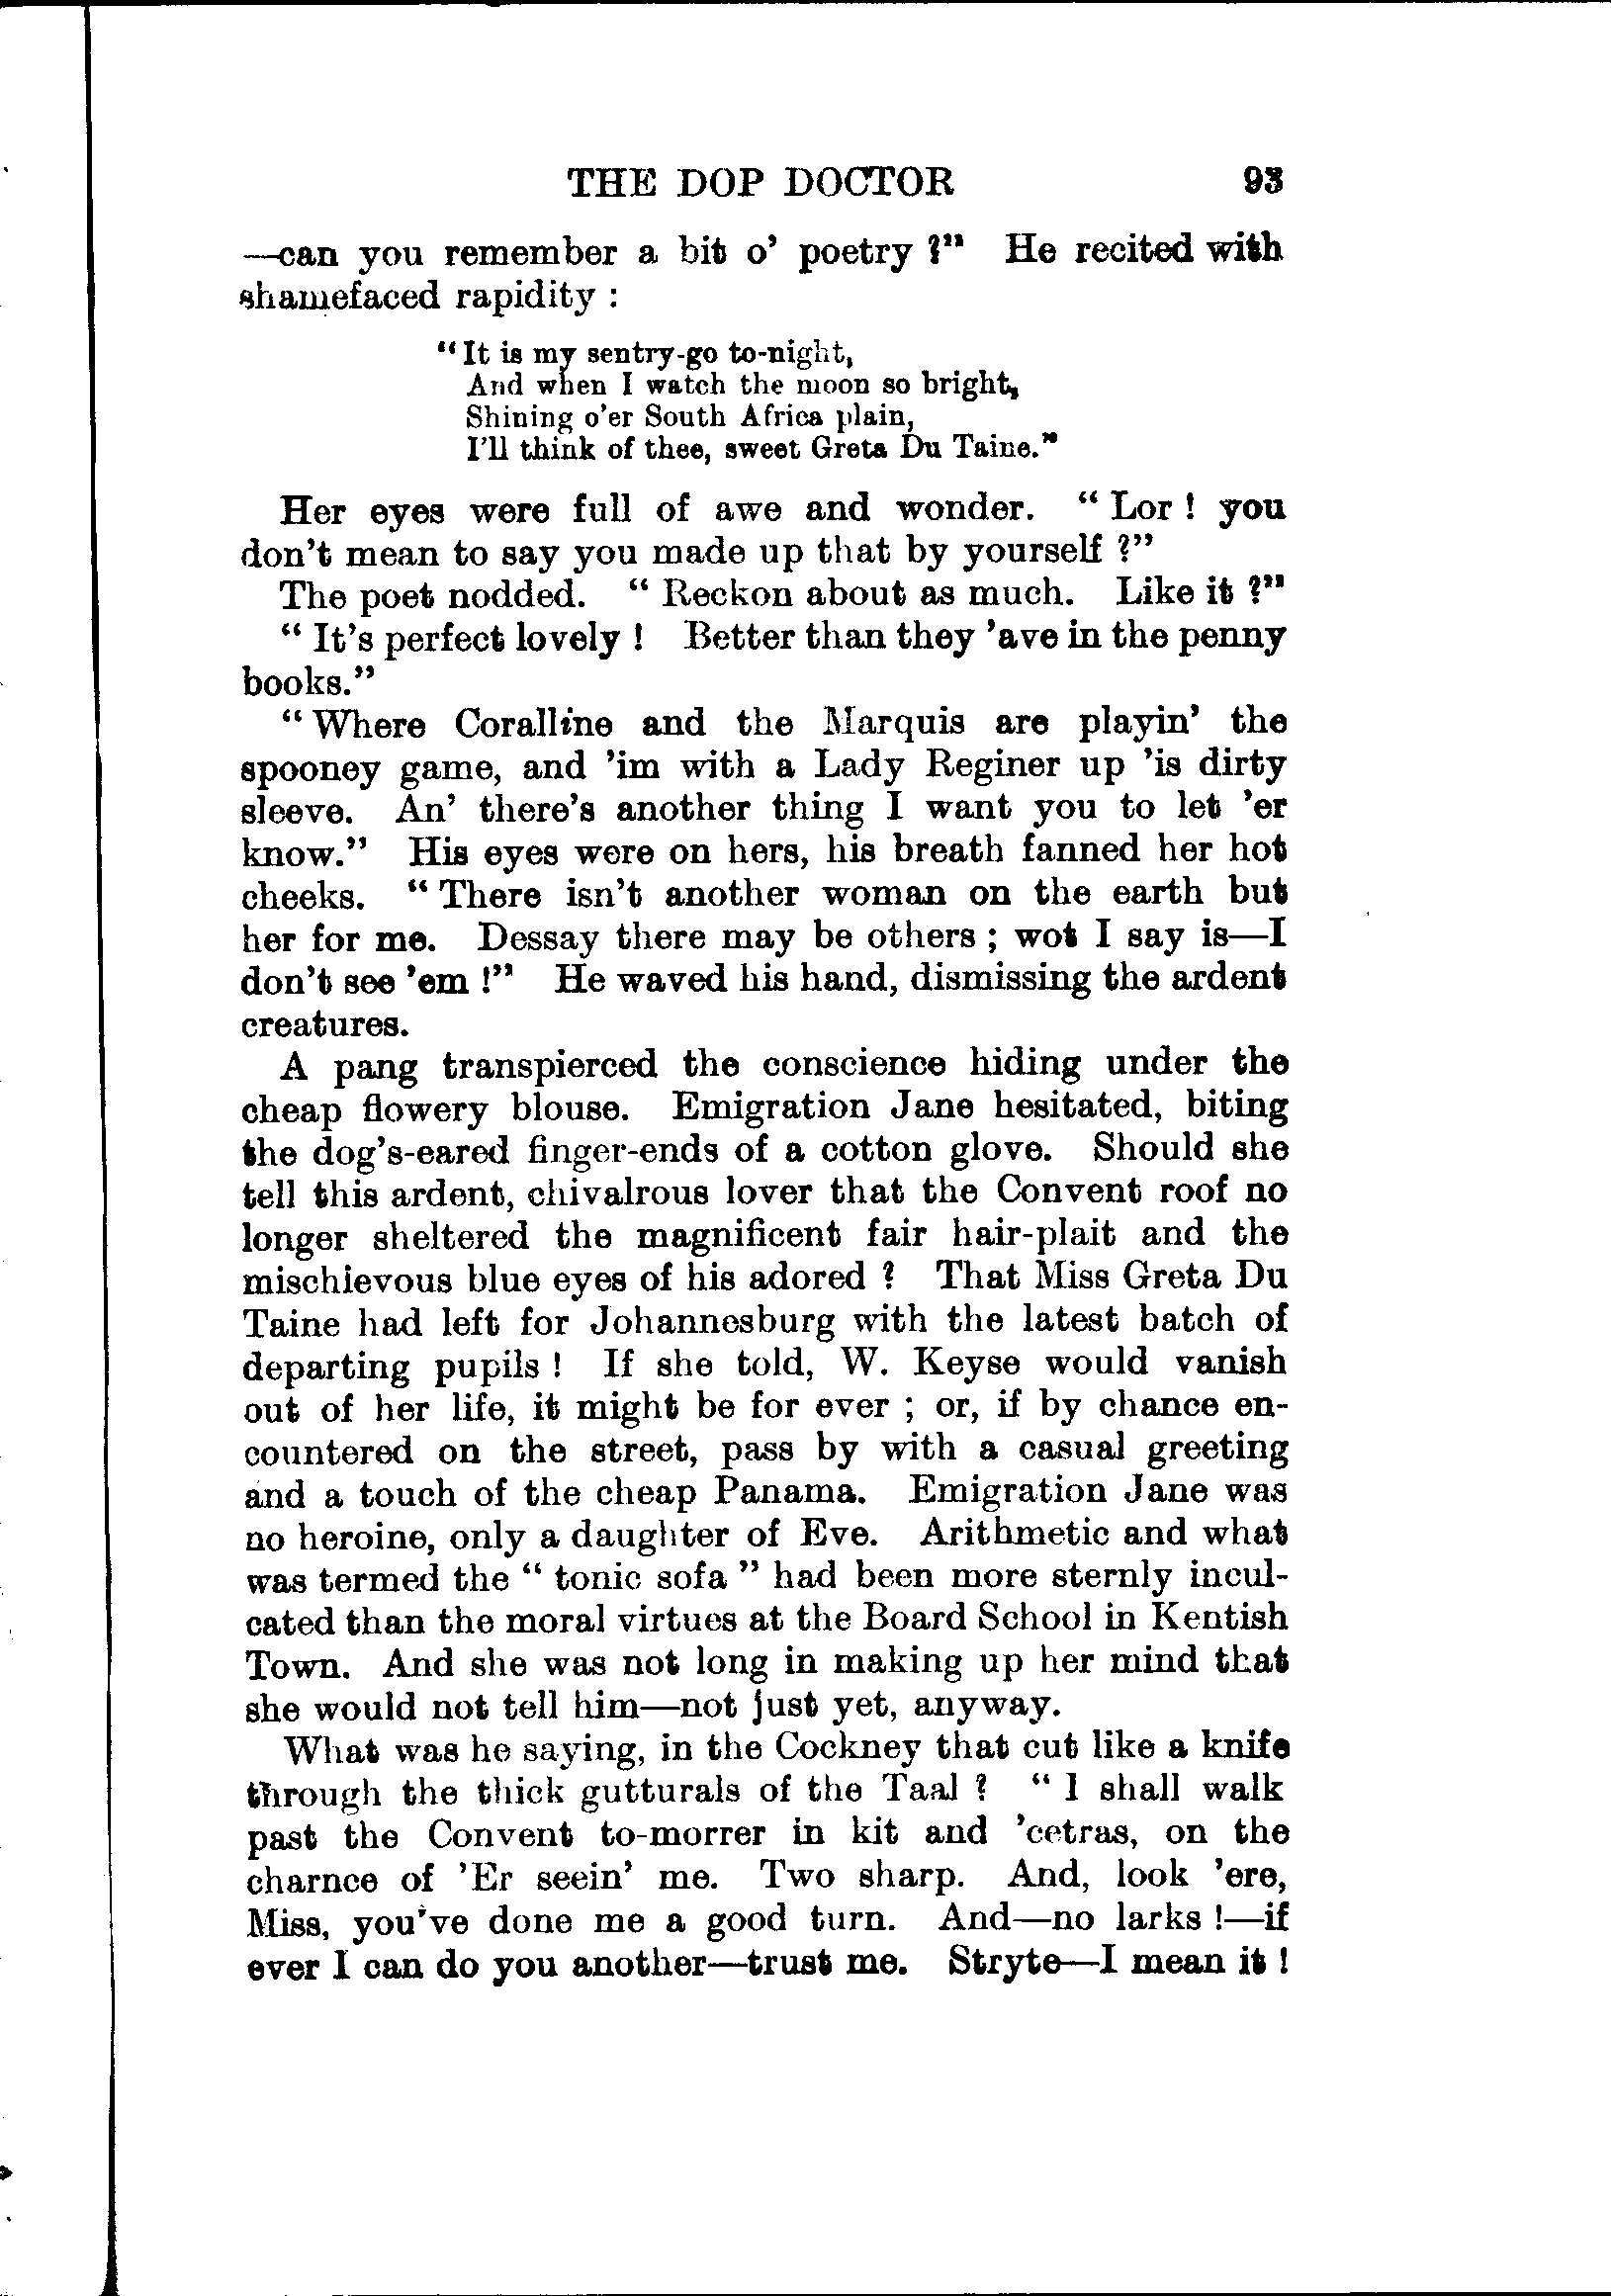 THE DOP DOCTOR 93
—can you remember a bit o' poetry ?" He recited with
shamefaced rapidity :
"It is my sentry-go to-night,
And when I watch the moon so bright,
Shining o'er South Africa plain,
I'll think of thee, sweet Greta Du Taine."
Her eyes were full of awe and wonder. "Lor ! you
don't mean to say you made up that by yourself ?"
The poet nodded. "Reckon about as much. Like it ?"
"It's perfect lovely ! Better than they 'ave in the penny
books."
"Where Coralline and the Marquis are playin' the
spooney game, and 'im with a Lady Reginer up 'is dirty
sleeve. An' there's another thing I want you to let 'er
know." His eyes were on hers, his breath fanned her hot
cheeks. "There isn't another woman on the earth but
her for me. Dessay there may be others ; wot I say is—I
don't see 'em !" He waved his hand, dismissing the ardent
creatures.
A pang transpierced the conscience hiding under the
cheap flowery blouse. Emigration Jane hesitated, biting
the dog's-eared finger-ends of a cotton glove. Should she
tell this ardent, chivalrous lover that the Convent roof no
longer sheltered the magnificent fair hair-plait and the
mischievous blue eyes of his adored ? That Miss Greta Du
Taine had left for Johannesburg with the latest batch of
departing pupils ! If she told, W. Keyse would vanish
out of her life, it might be for ever ; or, if by chance en-
countered on the street, pass by with a casual greeting
and a touch of the cheap Panama. Emigration Jane was
no heroine, only a daughter of Eve. Arithmetic and what
was termed the "tonic sofa" had been more sternly incul-
cated than the moral virtues at the Board School in Kentish
Town. And she was not long in making up her mind that
she would not tell him—not just yet, anyway.
What was he saying, in the Cockney that cut like a knife
through the thick gutturals of the Taal ? "I shall walk
past the Convent to-morrer in kit and 'cetras, on the
charnce of 'Er seein' me. Two sharp. And, look 'ere,
Miss, you've done me a good turn. And—no larks !—if
ever I can do you another—trust me. Stryte—I mean it !